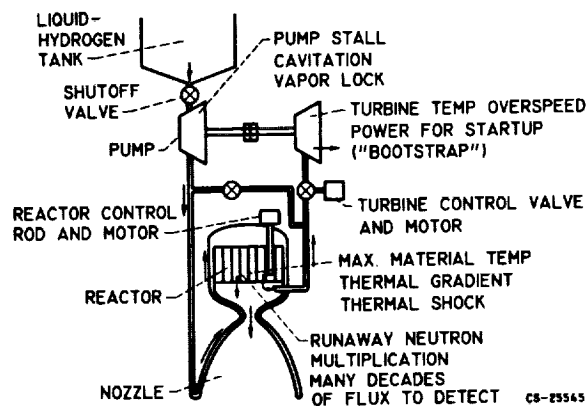 LIQUID-
HYDROGEN
TANK
PUMP STALL
CAVITATION
VAPOR LOCK
SHUTOFF
VALVE
PUMP
TURBINE TEMP OVERSPEED
POWER FOR STARTUP
("BOOTSTRAP")
TURBINE CONTROL VALVE
AND MOTOR
REACTOR CONTROL
ROD AND MOTOR
MAX. MATERIAL TEMP
THERMAL GRADIENT
THERMAL SHOCK
REACTOR
RUNAWAY NEUTRON
MULTIPLICATION
MANY DECADES
OF FLUX TO DETECT
NOZZLE
CS-25545